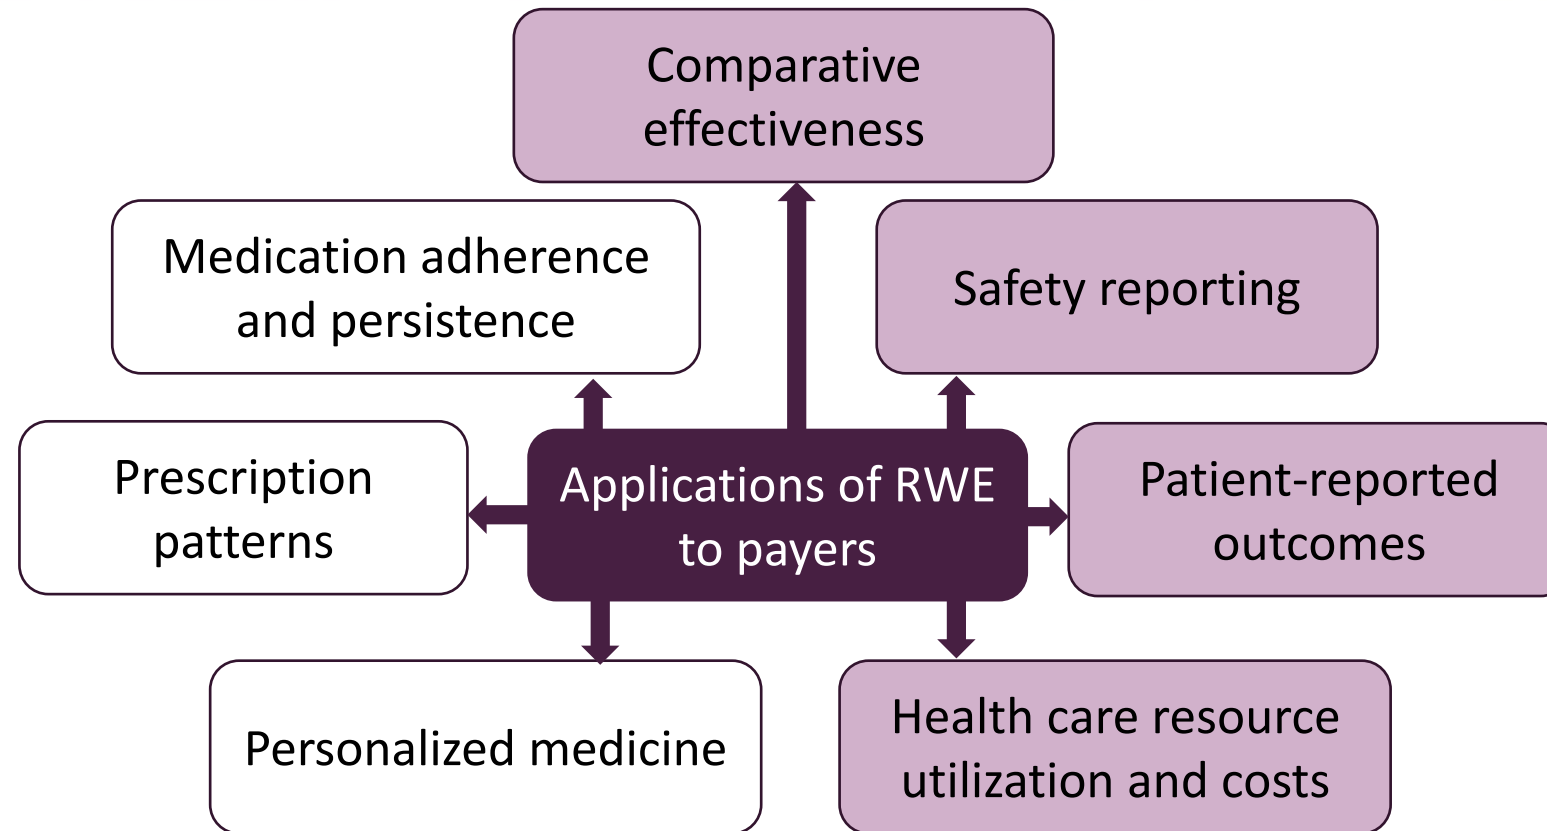 Comparative
effectiveness
Medication adherence
and persistence
Safety reporting
Prescription
patterns
Applications of RWE
to payers
Patient-reported
outcomes
Personalized medicine
Health care resource
utilization and costs